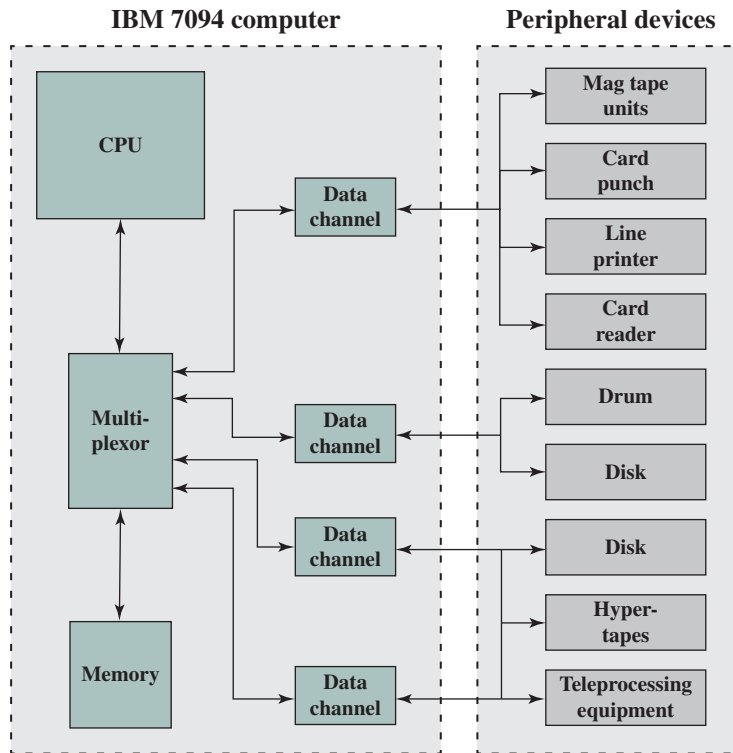 IBM 7094 computer
Peripheral devices
CPU
Mag tape
units
Card
punch
Data
channel
Line
printer
Card
reader
Multi-
plexor
Data
channel
Drum
Disk
Data
channel
Disk
Hyper-
tapes
Memory
Data
channel
Teleprocessing
equipment